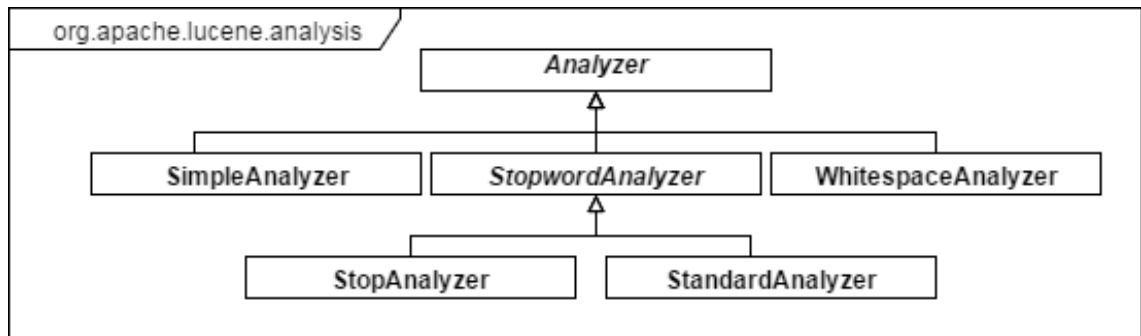 org.apache.lucene.analysis
Analyzer
SimpleAnalyzer
StopwordAnalyzer
WhitespaceAnalyzer
StopAnalyzer
StandardAnalyzer